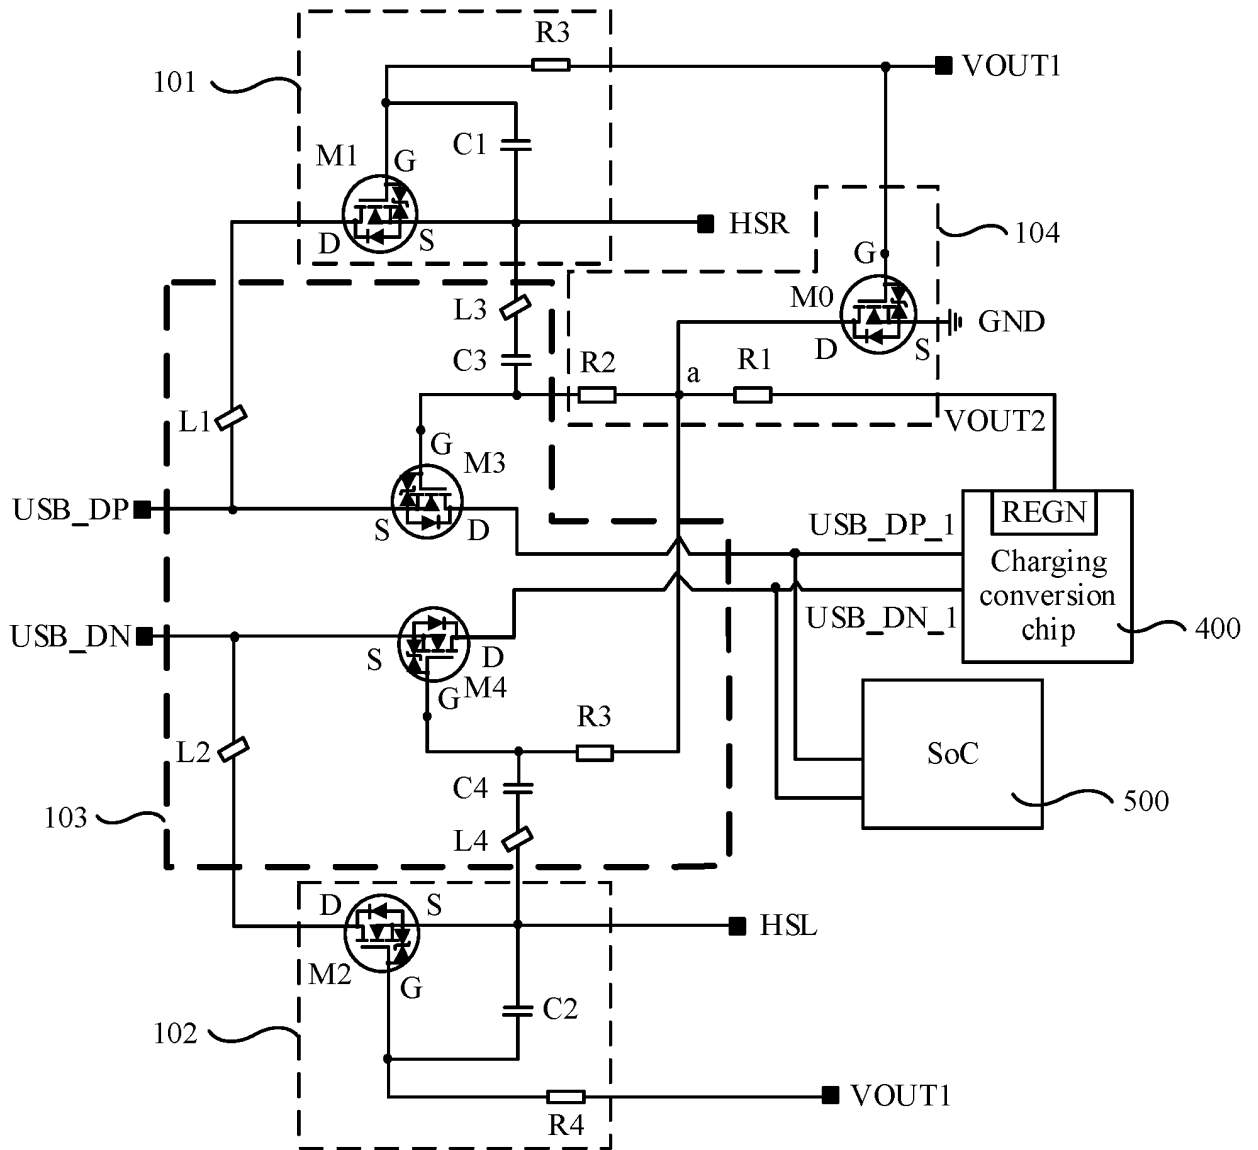 R3
VOUT1
101
C1
M1
G
HSR
D
S
104
G
M0
L3
GND
D
S
C3
R2
R1
a
L1
VOUT2
G
M3
USB_DP
REGN
S
D
USB_DP_1
Charging
conversion
chip
USB_DN
USB_DN_1
400
S
D
G
M4
R3
L2
SoC
C4
500
103
L4
D
S
HSL
M2
G
C2
102
VOUT1
R4